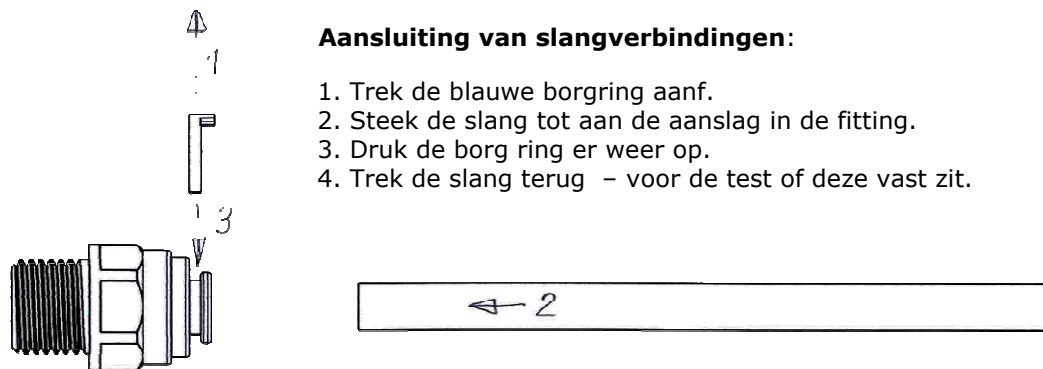 Aansluiting van slangverbindingen:
1. Trek de blauwe borgring aanf.
2. Steek de slang tot aan de aanslag in de fitting.
3. Druk de borg ring er weer op.
4. Trek de slang terug – voor de test of deze vast zit.
1
3
2